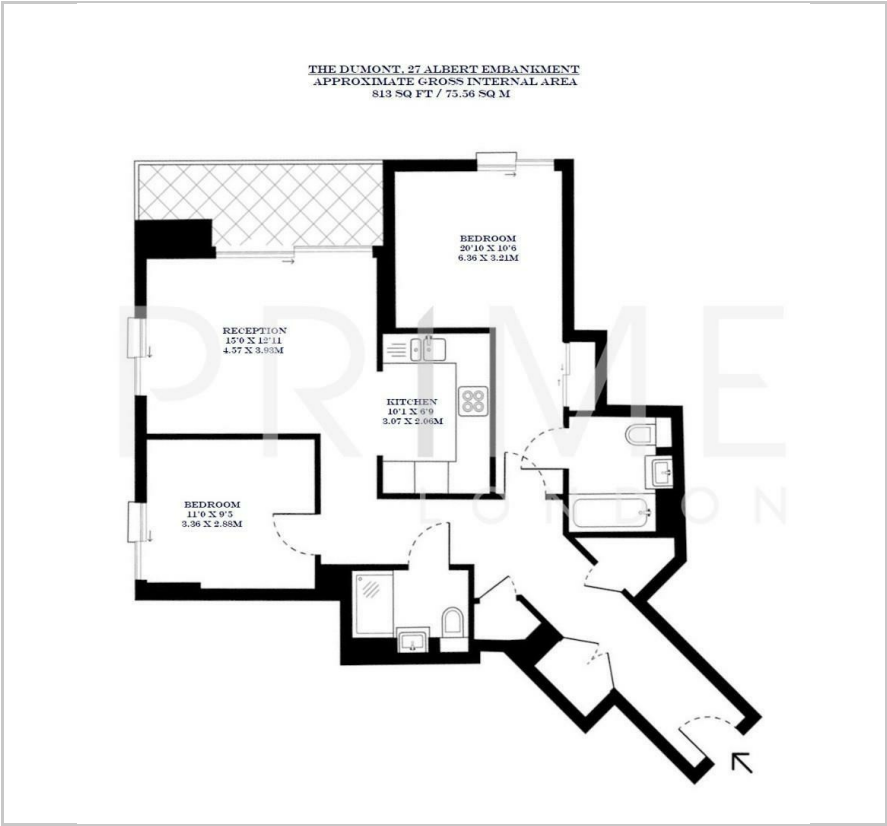 THE DUMONT, 27 ALBERT EMBANKMENT
APPROXIMATE GROSS INTERNAL AREA
813 SQ FT / 75.56 SQ M
BEDROOM
20'10 X 10'6
6.36 X 3.21M
RECEPTION
15'0 X 12'11
4.57 X 3.93M
KITCHEN
10'1 X 6'9
3.07 X 2.06M
BEDROOM
11'0 X 9'5
3.36 X 2.88M
PRIME
LONDON